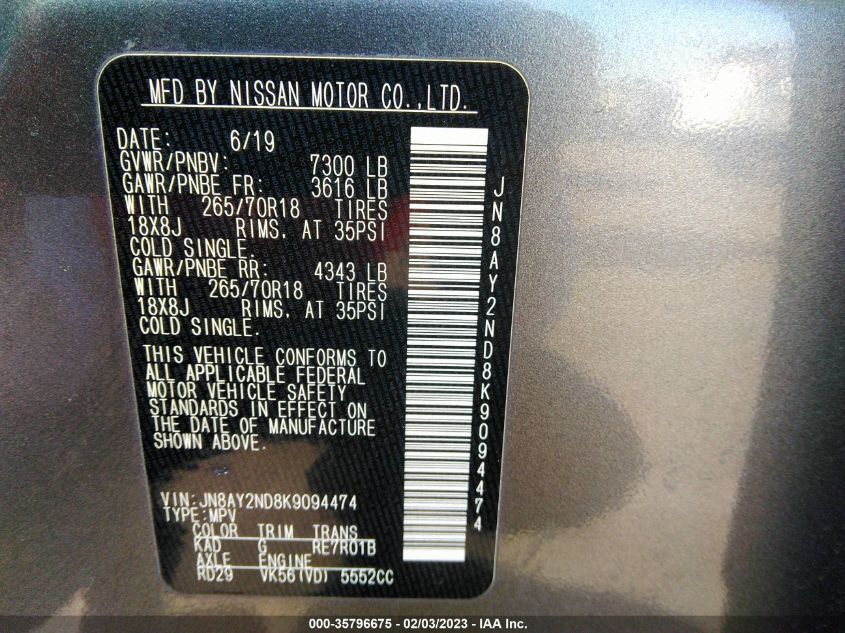 MFD BY NISSAN MOTOR CO.,LTD.
DATE: 6/19
GVWR/PNBV: 7300 LB
GAWR/PNBE FR: 3616 LB
WITH 265/70R18 TIRES
18X8J RIMS, AT 35PSI
COLD SINGLE.
GAWR/PNBE RR: 4343 LB
WITH 265/70R18 TIRES
18X8J RIMS, AT 35PSI
COLD SINGLE.
THIS VEHICLE CONFORMS TO
ALL APPLICABLE FEDERAL
MOTOR VEHICLE SAFETY
STANDARDS IN EFFECT ON
THE DATE OF MANUFACTURE
SHOWN ABOVE.
VIN:JN8AY2ND8K9094474
TYPE:MPV
COLOR TRIM TRANS
KAD G RE7R01B
AXLE ENGINE
RD29 VK56(VD) 5552CC
JN8AY2ND8K9094474
000-35796675 - 02/03/2023 - IAA Inc.